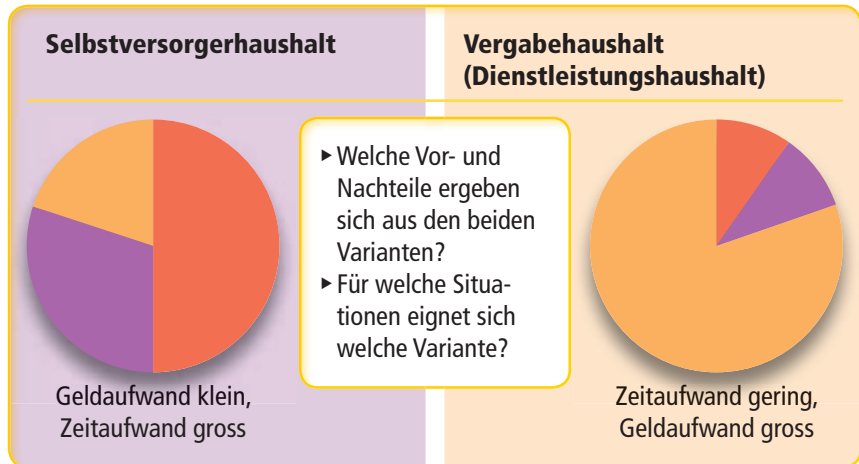 Selbstversorgerhaushalt
Vergabehaushalt
(Dienstleistungshaushalt)
▸ Welche Vor- und
Nachteile ergeben
sich aus den beiden
Varianten?
▸ Für welche Situa-
tionen eignet sich
welche Variante?
Geldaufwand klein,
Zeitaufwand gross
Zeitaufwand gering,
Geldaufwand gross